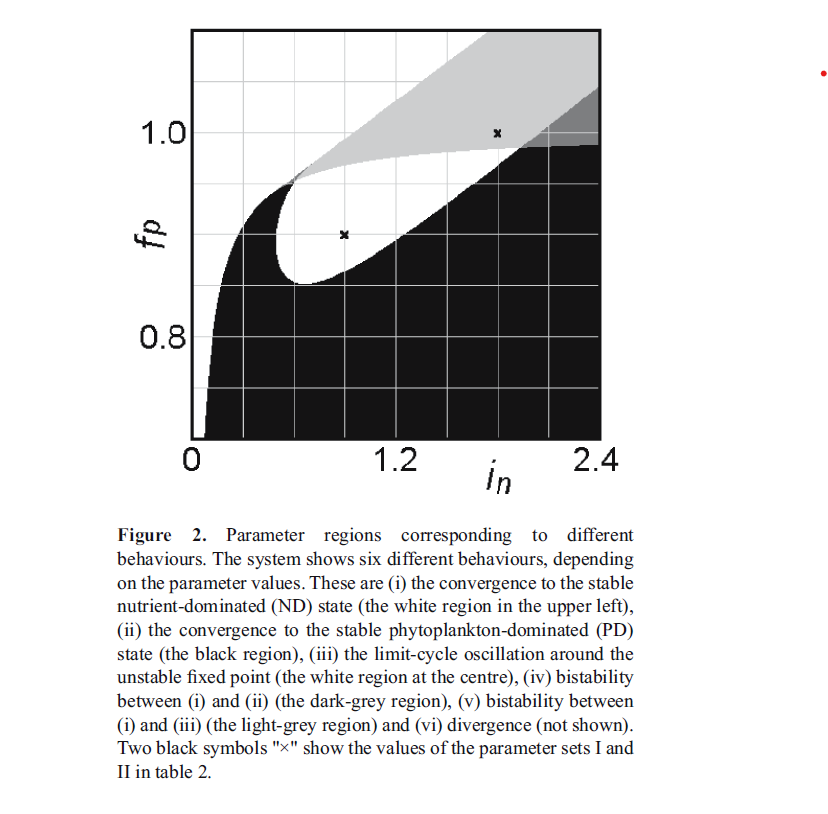 1.0
fp
0.8
0
1.2
in
2.4
Figure 2. Parameter regions corresponding to different
behaviours. The system shows six different behaviours, depending
on the parameter values. These are (i) the convergence to the stable
nutrient-dominated (ND) state (the white region in the upper left),
(ii) the convergence to the stable phytoplankton-dominated (PD)
state (the black region), (iii) the limit-cycle oscillation around the
unstable fixed point (the white region at the centre), (iv) bistability
between (i) and (ii) (the dark-grey region), (v) bistability between
(i) and (iii) (the light-grey region) and (vi) divergence (not shown).
Two black symbols "×" show the values of the parameter sets I and
II in table 2.